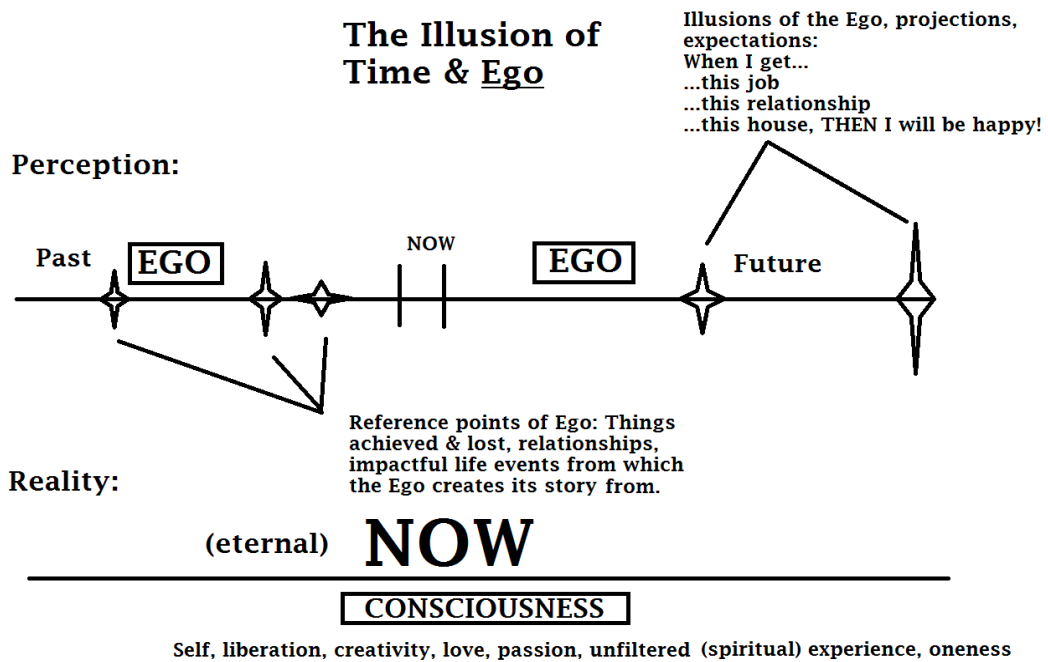 The Illusion of
Time & Ego
Illusions of the Ego, projections,
expectations:
When I get...
...this job
...this relationship
...this house, THEN I will be happy!
Perception:
Past
EGO
NOW
EGO
Future
Reference points of Ego: Things
achieved & lost, relationships,
impactful life events from which
the Ego creates its story from.
Reality:
(eternal) NOW
CONSCIOUSNESS
Self, liberation, creativity, love, passion, unfiltered (spiritual) experience, oneness